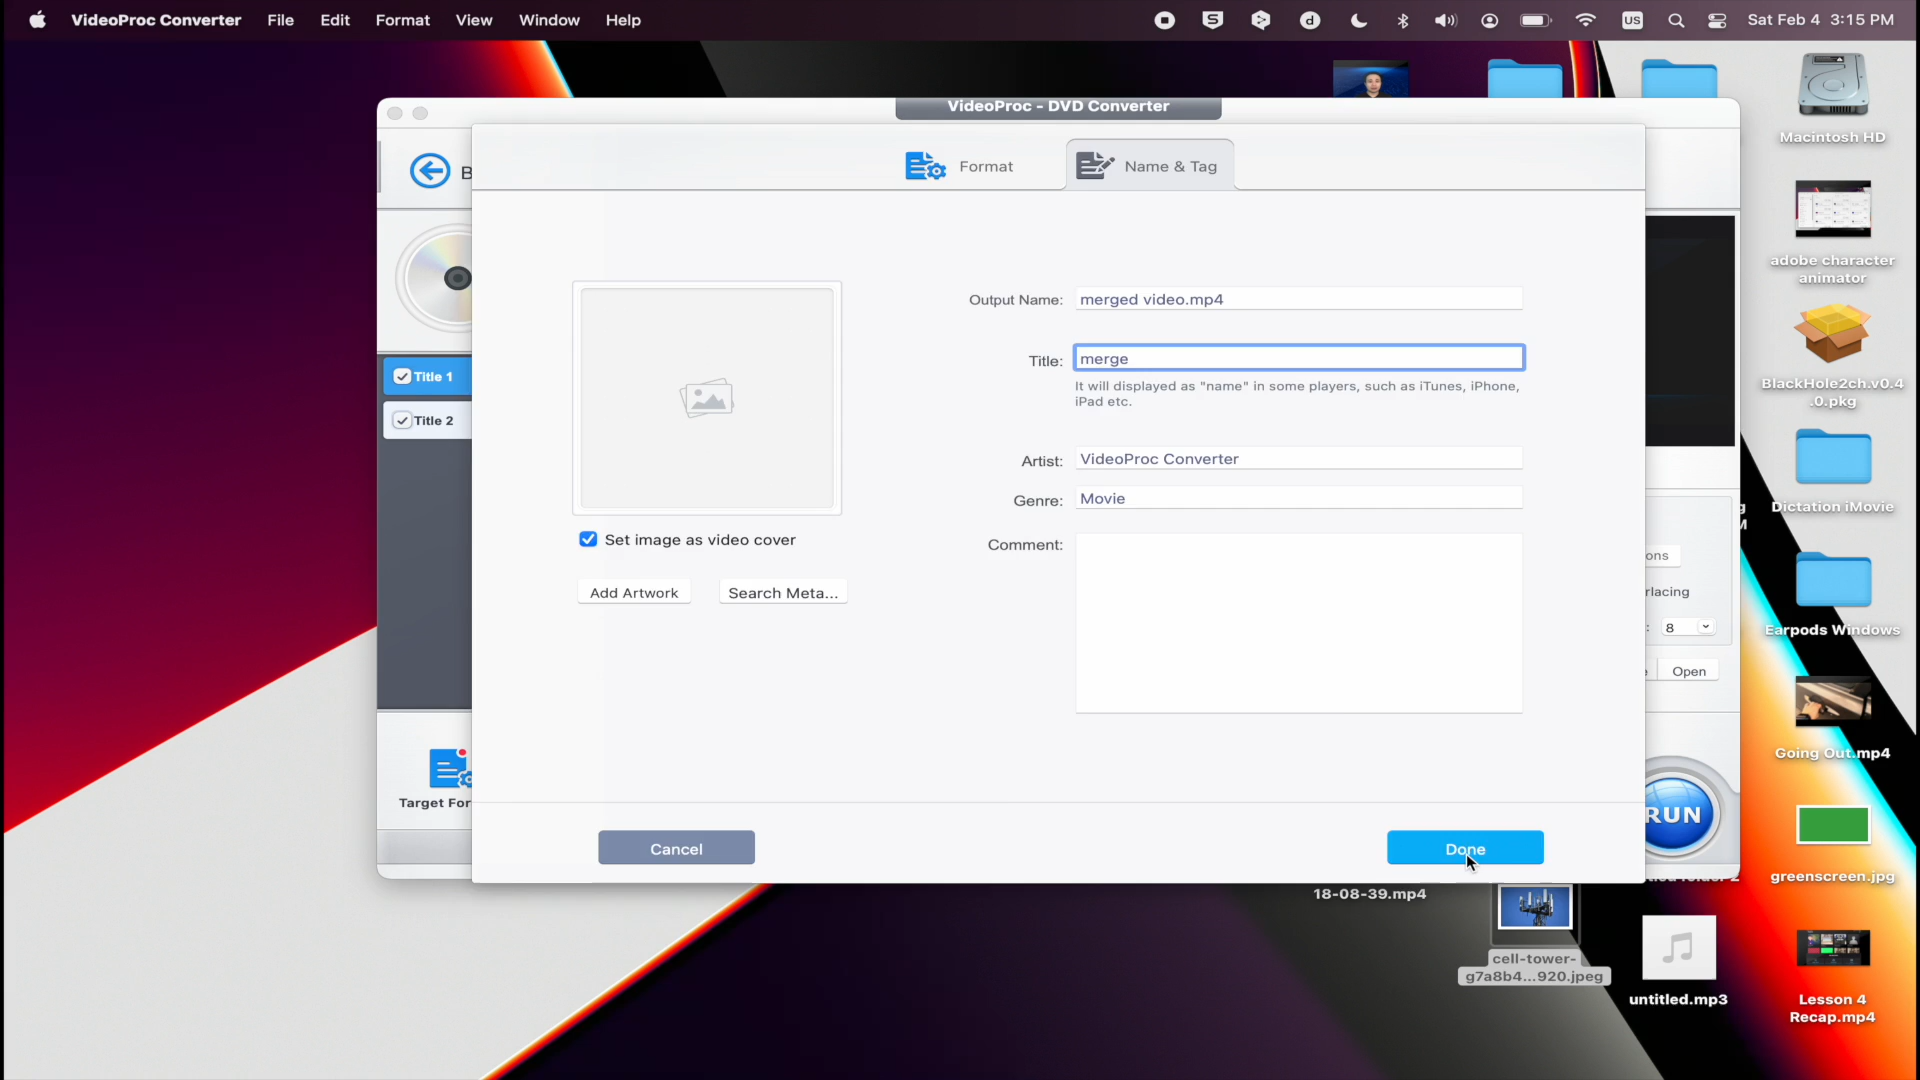 VideoProc Converter File Edit Format View Window Help
US Sat Feb 4 3:15 PM
VideoProc - DVD Converter
Format
Name & Tag
B
Title 1
Title 2
Target For
Output Name: merged video.mp4
Title: merge
It will displayed as "name" in some players, such as iTunes, iPhone,
iPad etc.
Artist: VideoProc Converter
Genre: Movie
Comment:
Set image as video cover
Add Artwork
Search Meta...
Cancel
Done
ons
rlacing
: 8
Open
RUN
18-08-39.mp4
cell-tower-
g7a8b4...920.jpeg
untitled.mp3
Macintosh HD
adobe character
animator
BlackHole2ch.v0.4
.0.pkg
Dictation iMovie
Earpods Windows
Going Out.mp4
greenscreen.jpg
Lesson 4
Recap.mp4